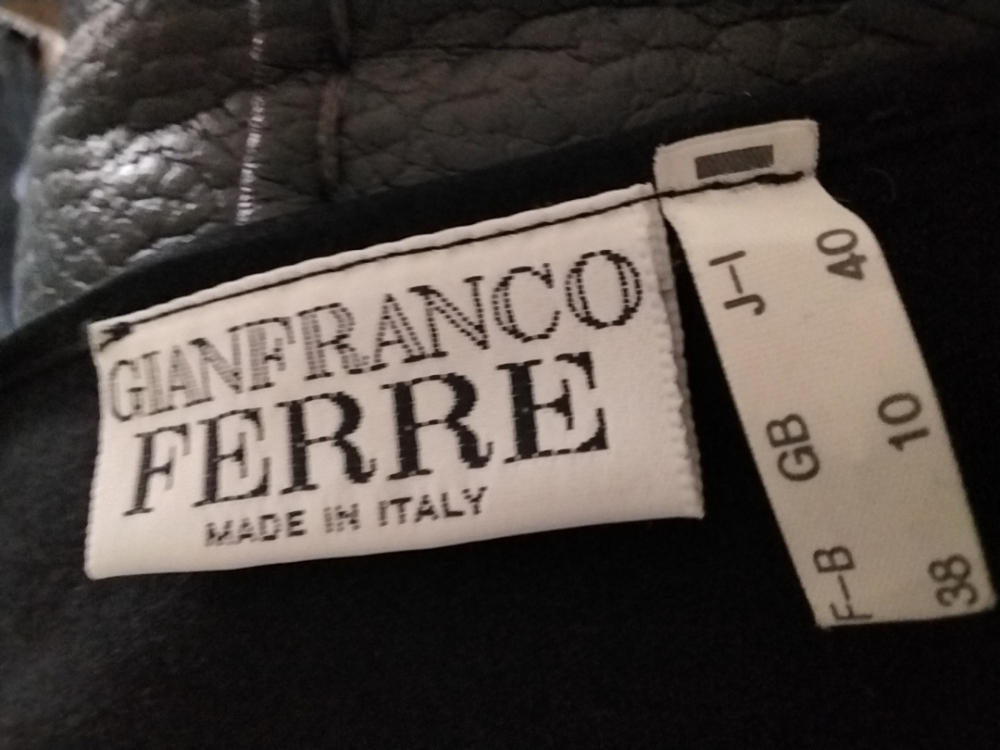 GIANFRANCO
FERRE
MADE IN ITALY
J-I 40
GB 10
F-B 38